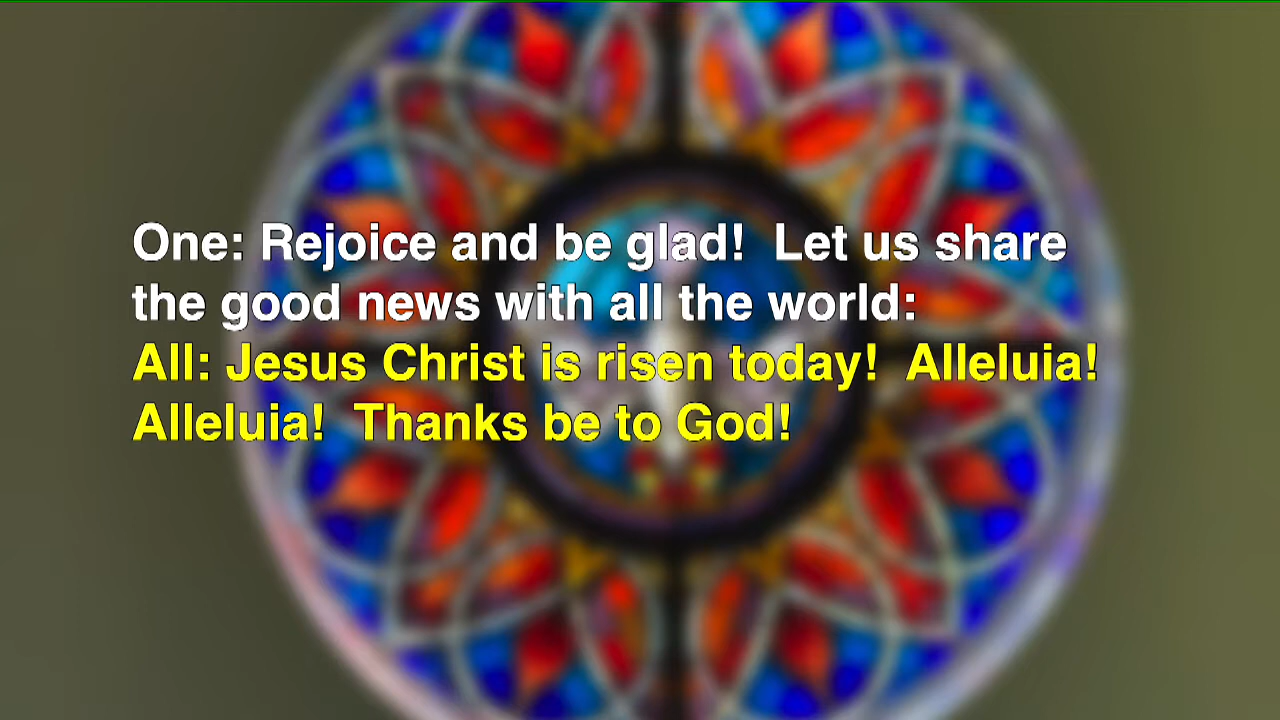 One: Rejoice and be glad!  Let us share
the good news with all the world:
All: Jesus Christ is risen today!  Alleluia!
Alleluia!  Thanks be to God!